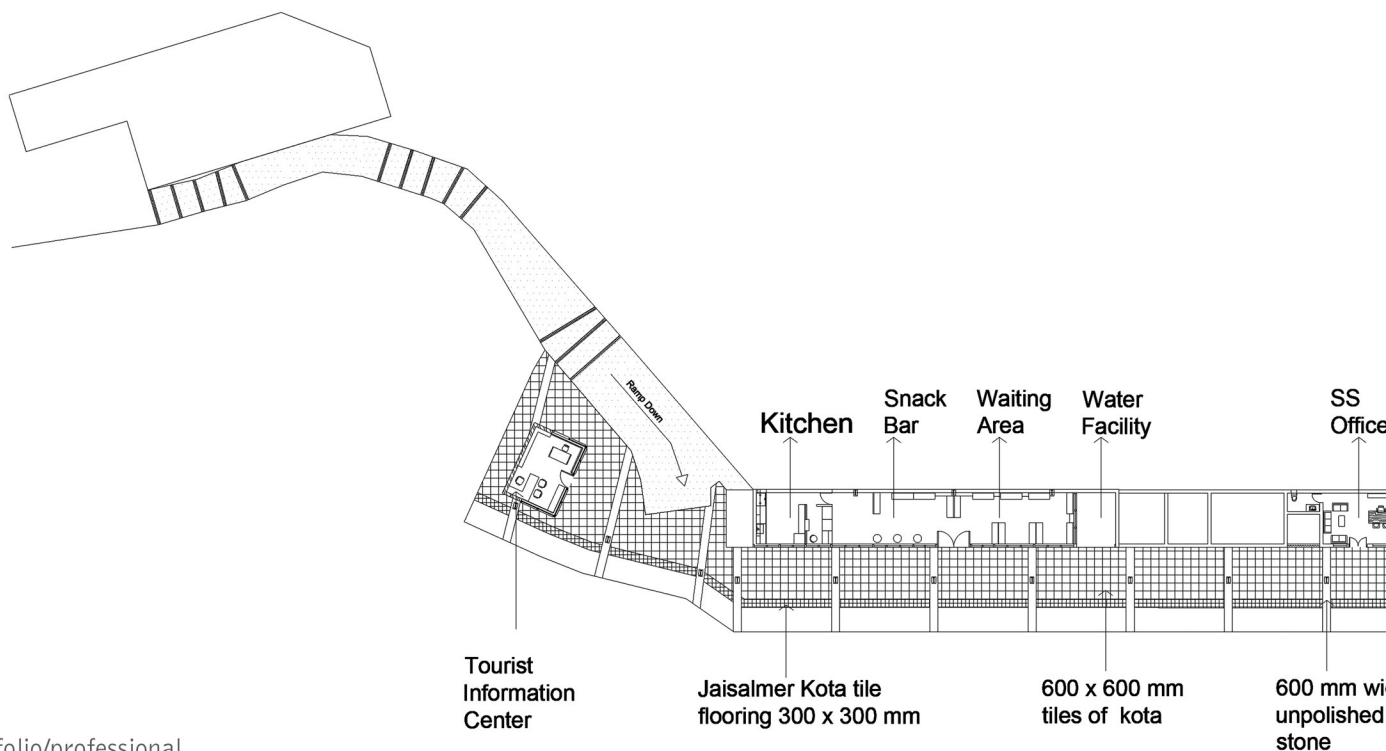 Ramp Down
Kitchen
Snack
Bar
Waiting
Area
Water
Facility
SS
Office
Tourist
Information
Center
Jaisalmer Kota tile
flooring 300 x 300 mm
600 x 600 mm
tiles of kota
600 mm wi
unpolished
stone
folio/professional